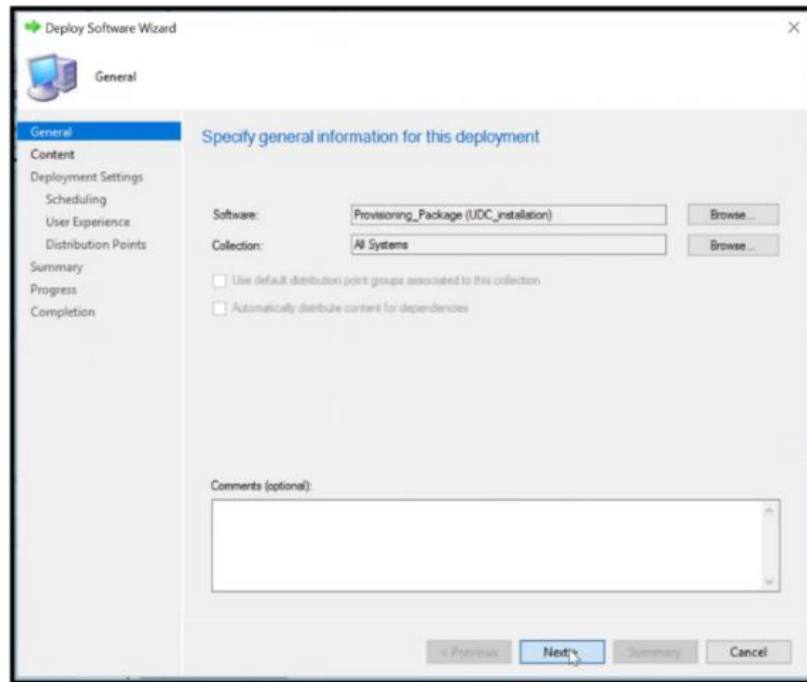 Deploy Software Wizard
General
General
Content
Deployment Settings
Scheduling
User Experience
Distribution Points
Summary
Progress
Completion
Specify general information for this deployment
Software: Provisioning_Package (UDC_installation) Browse...
Collection: All Systems Browse...
Use default distribution point groups associated to this collection
Automatically distribute content for dependencies
Comments (optional):
< Previous Next > Summary Cancel